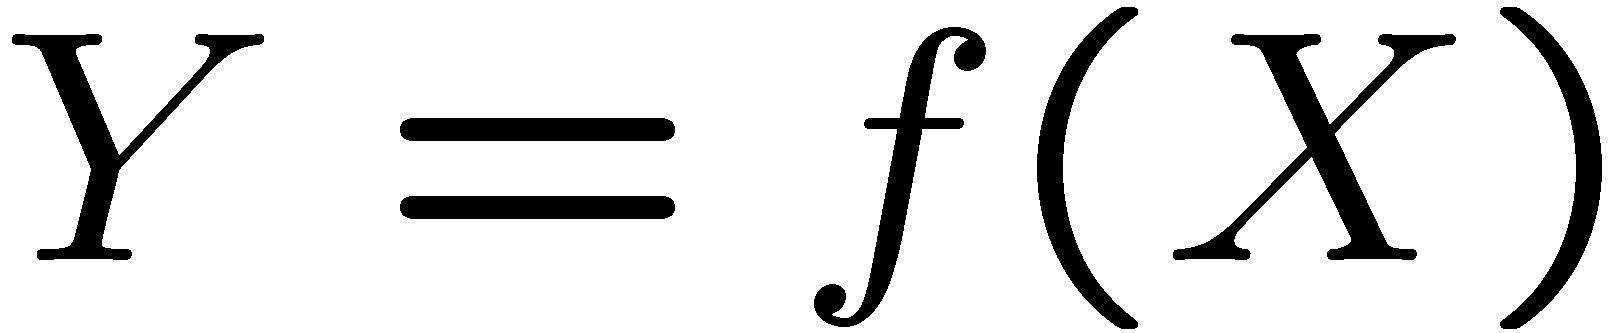 Y = f(X)